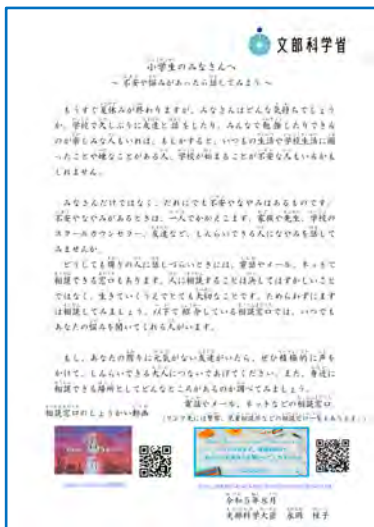 文部科学省
小学生のみなさんへ
～ 不安や悩みがあったら話してみよう ～
もうすぐ夏休みが終わりますが、みなさんはどんな気持ちでしょう
か。学校で久しぶりに友達と話をしたり、みんなで勉強したりできる
のが楽しみな人もいれば、もしかすると、いつもの生活や学校生活に困
ったことや嫌なことがある人、学校が始まることが不安な人もいるかも
しれません。
みなさんだけではなく、だれにでも不安やなやみはあるものです。
不安やなやみがあるときは、一人でかかえこまず、家族や先生、学校の
スクールカウンセラー、友達など、しんらいできる人になやみを話して
みませんか。
どうしても周りの人に話しづらいときには、電話やメール、ネットで
相談できる窓口もあります。人に相談することは決してはずかしいこと
ではなく、生きていくうえでとても大切なことです。ためらわずにまず
は相談してみましょう。以下で紹介している相談窓口では、いつでも
あなたの悩みを聞いてくれる人がいます。
もし、あなたの周りに元気がない友達がいたら、ぜひ積極的に声を
かけて、しんらいできる大人につないであげてください。また、身近に
相談できる場所としてどんなところがあるのか調べてみましょう。
電話やメール、ネットなどの相談窓口
相談窓口のしょうかい動画
令和５年８月
文部科学大臣 永岡 桂子